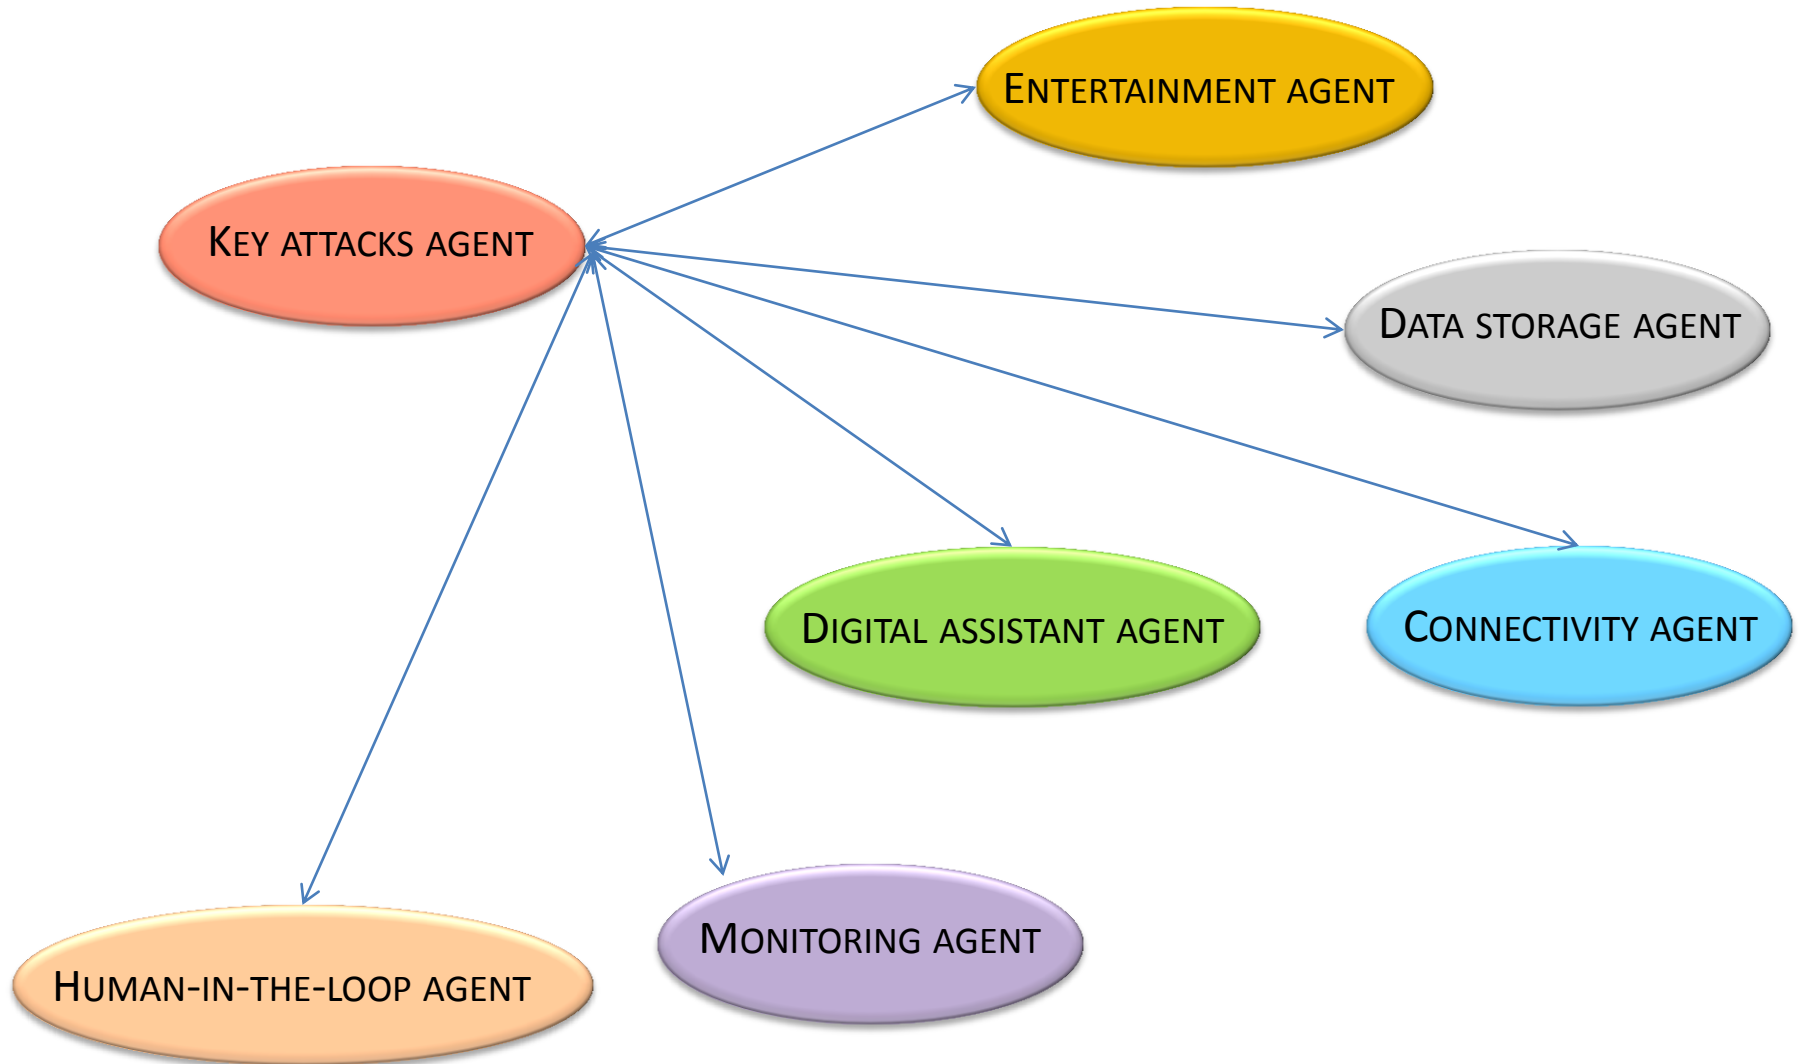 ENTERTAINMENT AGENT
KEY ATTACKS AGENT
DATA STORAGE AGENT
DIGITAL ASSISTANT AGENT
CONNECTIVITY AGENT
MONITORING AGENT
HUMAN-IN-THE-LOOP AGENT